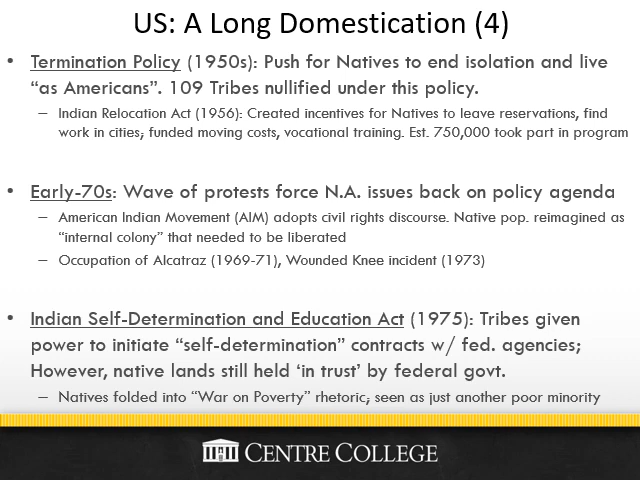 US: A Long Domestication (4)
• Termination Policy (1950s): Push for Natives to end isolation and live
“as Americans”. 109 Tribes nullified under this policy.
– Indian Relocation Act (1956): Created incentives for Natives to leave reservations, find
work in cities; funded moving costs, vocational training. Est. 750,000 took part in program
• Early-70s: Wave of protests force N.A. issues back on policy agenda
– American Indian Movement (AIM) adopts civil rights discourse. Native pop. reimagined as
“internal colony” that needed to be liberated
– Occupation of Alcatraz (1969-71), Wounded Knee incident (1973)
• Indian Self-Determination and Education Act (1975): Tribes given
power to initiate “self-determination” contracts w/ fed. agencies;
However, native lands still held ‘in trust’ by federal govt.
– Natives folded into “War on Poverty” rhetoric; seen as just another poor minority
CENTRE COLLEGE